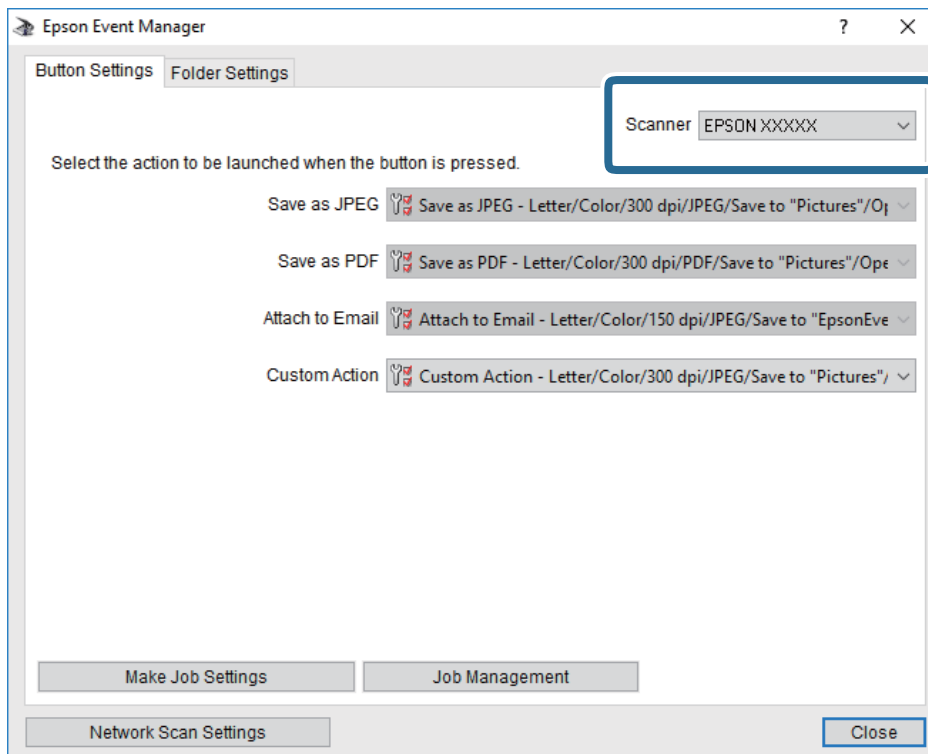 Epson Event Manager
Button Settings Folder Settings
Scanner EPSON XXXXX
Select the action to be launched when the button is pressed.
Save as JPEG Save as JPEG - Letter/Color/300 dpi/JPEG/Save to "Pictures"/Op
Save as PDF Save as PDF - Letter/Color/300 dpi/PDF/Save to "Pictures"/Ope
Attach to Email Attach to Email - Letter/Color/150 dpi/JPEG/Save to "EpsonEve
Custom Action Custom Action - Letter/Color/300 dpi/JPEG/Save to "Pictures"/
Make Job Settings Job Management
Network Scan Settings Close